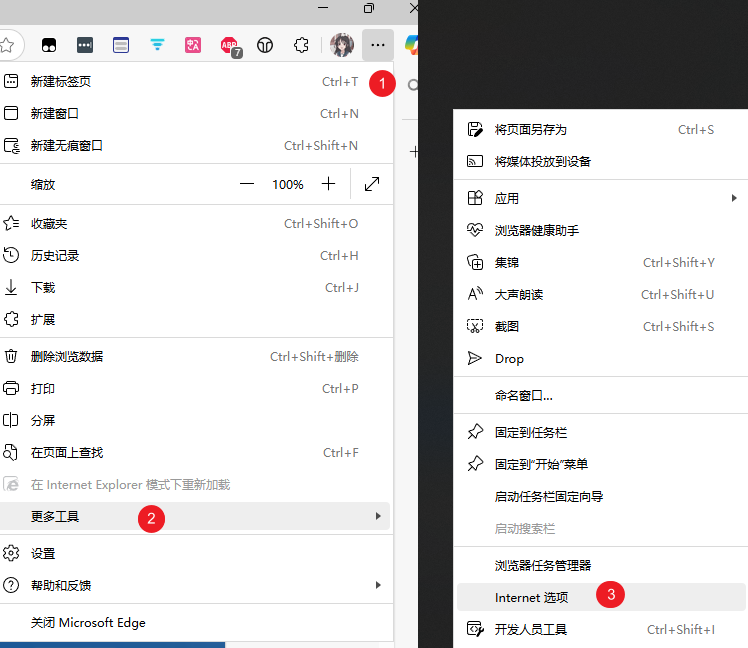 ABP
7
新建标签页 Ctrl+T
1
新建窗口 Ctrl+N
新建无痕窗口 Ctrl+Shift+N
缩放 100%
收藏夹 Ctrl+Shift+O
历史记录 Ctrl+H
下载 Ctrl+J
扩展
删除浏览数据 Ctrl+Shift+删除
打印 Ctrl+P
分屏
在页面上查找 Ctrl+F
在 Internet Explorer 模式下重新加载
更多工具
2
设置
帮助和反馈
关闭 Microsoft Edge
将页面另存为 Ctrl+S
将媒体投放到设备
应用
浏览器健康助手
集锦 Ctrl+Shift+Y
大声朗读 Ctrl+Shift+U
截图 Ctrl+Shift+S
Drop
命名窗口...
固定到任务栏
固定到"开始"菜单
启动任务栏固定向导
启动搜索栏
浏览器任务管理器
Internet 选项
3
开发人员工具 Ctrl+Shift+I